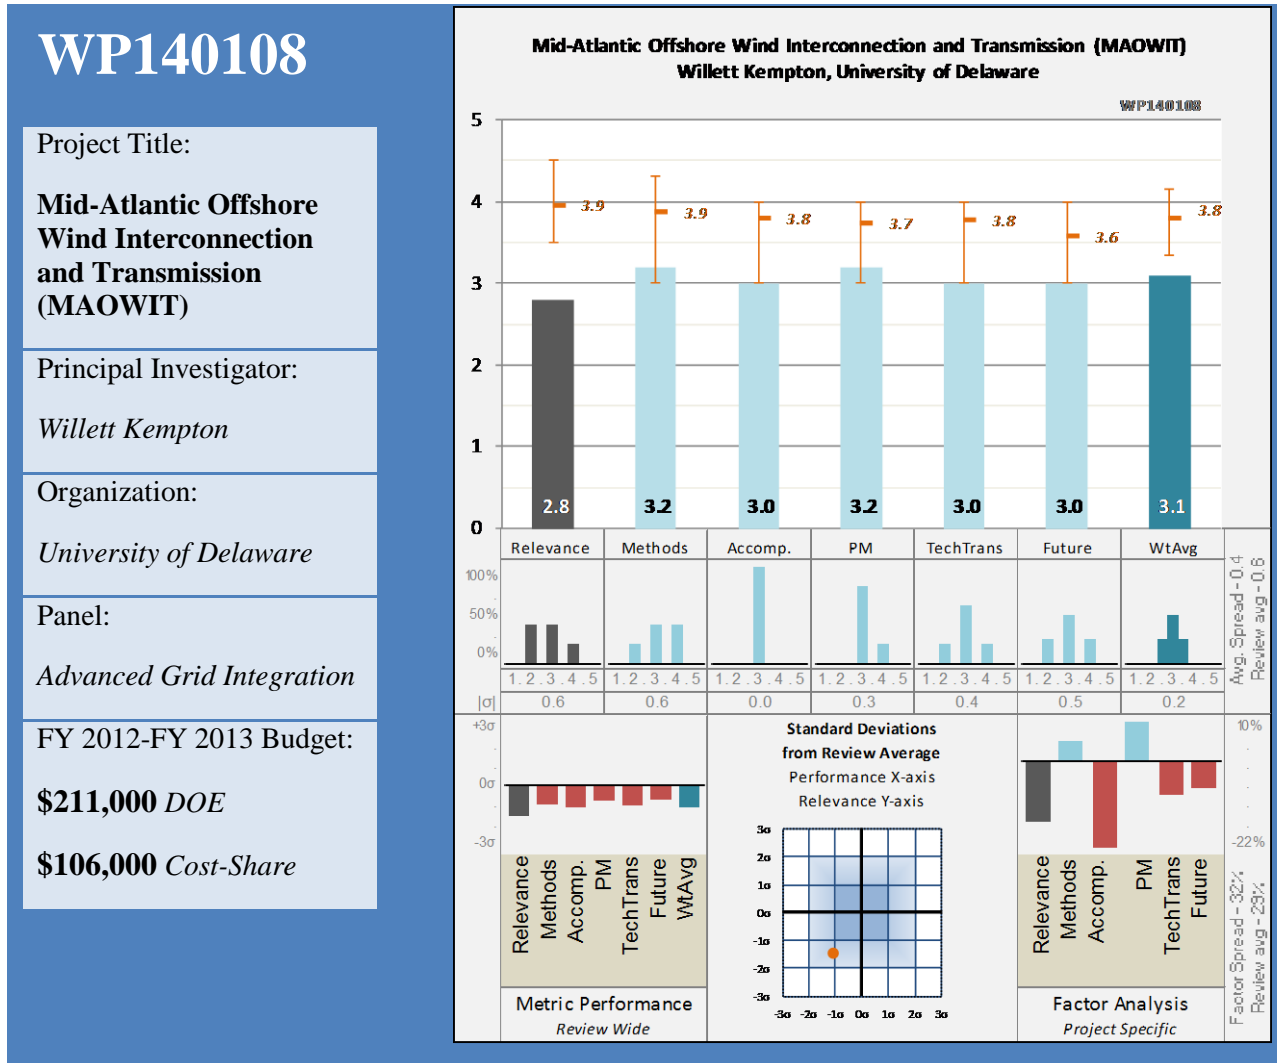 WP140108
Project Title:
Mid-Atlantic Offshore
Wind Interconnection
and Transmission
(MAOWIT)
Principal Investigator:
Willett Kempton
Organization:
University of Delaware
Panel:
Advanced Grid Integration
FY 2012-FY 2013 Budget:
$211,000 DOE
$106,000 Cost-Share
Mid-Atlantic Offshore Wind Interconnection and Transmission (MAOWIT)
Willett Kempton, University of Delaware
WP140108
5
4
3
2
1
0
3.9 3.9 3.8 3.7 3.8 3.6 3.8
2.8 3.2 3.0 3.2 3.0 3.0 3.1
Relevance Methods Accomp. PM TechTrans Future WtAvg
100%
50%
0%
1.2.3.4.5 1.2.3.4.5 1.2.3.4.5 1.2.3.4.5 1.2.3.4.5 1.2.3.4.5 1.2.3.4.5
|σ| 0.6 0.6 0.0 0.3 0.4 0.5 0.2
Avg. Spread - 0.4
Review avg - 0.6
+3σ
0σ
-3σ
Relevance
Methods
Accomp.
PM
TechTrans
Future
WtAvg
Metric Performance
Review Wide
Standard Deviations
from Review Average
Performance X-axis
Relevance Y-axis
3σ
2σ
1σ
0σ
-1σ
-2σ
-3σ
-3σ -2σ -1σ 0σ 1σ 2σ 3σ
10%
-22%
Relevance
Methods
Accomp.
PM
TechTrans
Future
Factor Analysis
Project Specific
Factor Spread - 32%
Review avg - 29%